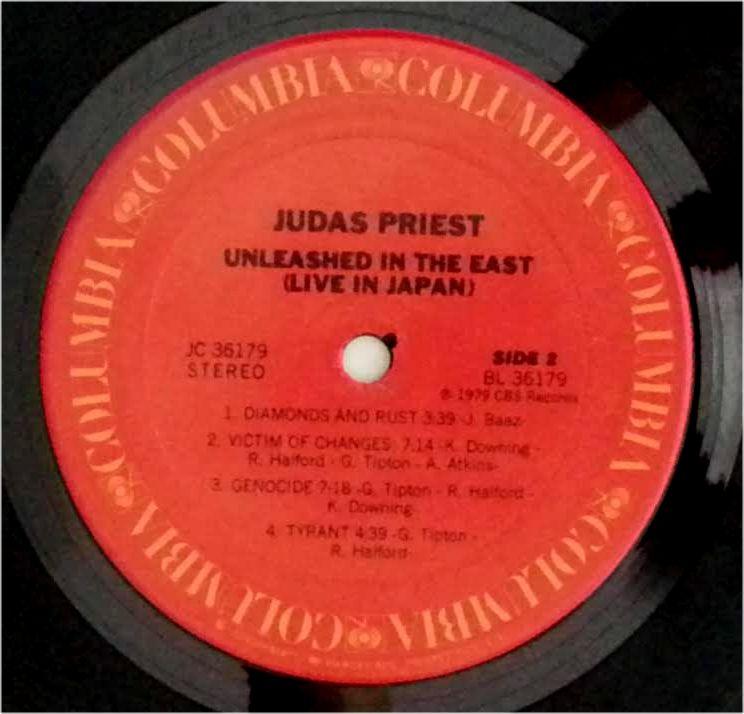 COLUMBIA COLUMBIA COLUMBIA COLUMBIA COLUMBIA COLUMBIA
JUDAS PRIEST
UNLEASHED IN THE EAST
(LIVE IN JAPAN)
JC 36179
STEREO
SIDE 2
BL 36179
℗ 1979 CBS Records
1. DIAMONDS AND RUST 3:39 -J. Baez-
2. VICTIM OF CHANGES 7:14 -K. Downing -
R. Halford - G. Tipton - A. Atkins-
3. GENOCIDE 7:18 -G. Tipton - R. Halford -
K. Downing-
4. TYRANT 4:39 -G. Tipton -
R. Halford-